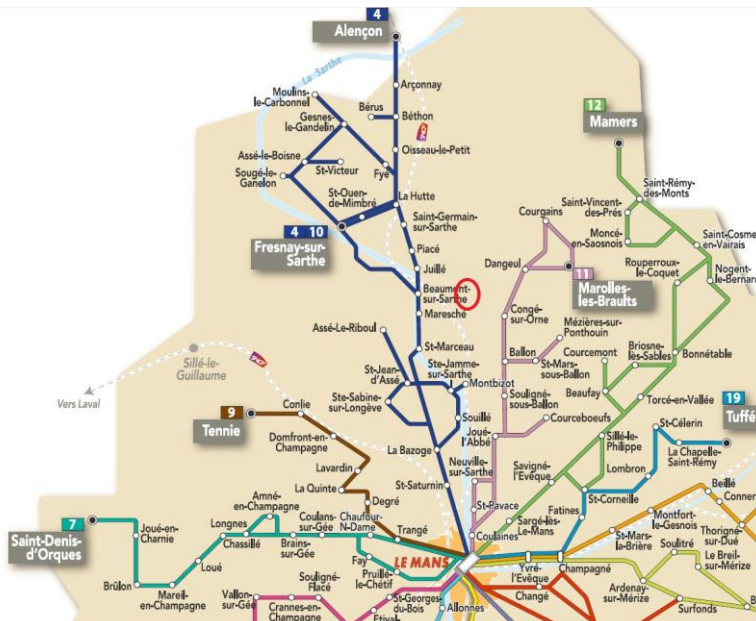 4
Alençon
La Sarthe
Arçonnay
Moulins-
le-Carbonnel
Bérus
Béthon
Gesnes-
le-Gandelin
12
Mamers
Oisseau-le-Petit
Assé-le-Boisne
St-Victeur
Fyé
Sougé-le-
Ganelon
St-Ouen-
de-Mimbré
La Hutte
Saint-Rémy
des-Monts
Saint-Vincent
des-Prés
Saint-Germain
sur-Sarthe
Courgains
4 10
Fresnay-sur-
Sarthe
Moncé-
en-Saosnois
Saint-Cosme
en-Vairais
Piacé
Juillé
Dangeul
Rouperroux-
le-Coquet
11
Marolles-
les-Braults
Nogent-
le-Bernard
Beaumont-
sur-Sarthe
Maresche
Assé-Le-Riboul
Congé-
sur-Orne
Mézières-sur-
Ponthouin
St-Marceau
Sillé-le-
Guillaume
Ballon
Courcemont
Briosne-
lès-Sables
Bonnétable
St-Mars-
sous-Ballon
Ste-Jamme-
sur-Sarthe
St-Jean-
d'Assé
Montbizot
Vers Laval
Ste-Sabine-
sur-Longève
Souligné-
sous-Ballon
Beaufay
Torcé-en-Vallée
19
Tuffé
9
Tennie
Conlie
Souillé
Courceboeufs
St-Célerin
Joué-
l'Abbé
Sillé-le-
Philippe
Domfront-en-
Champagne
La Bazoge
La Chapelle-
Saint-Rémy
Lavardin
Neuville-
sur-Sarthe
Savigné-
l'Evêque
Lombron
Beillé
La Quinte
St-Saturnin
St-Corneille
Conner
Degré
St-Pavace
Fatines
Montfort-
le-Gesnois
7
Saint-Denis-
d'Orques
Amné-
en-Champagne
Joué-en-
Charnie
Longnes
Coulans-
sur-Gée
Chaufour-
N-Dame
Trangé
Coulaines
Sargé-lès-
Le-Mans
St-Mars-
la-Brière
Thorigné-
sur-Dué
Chassillé
Brains-
sur-Gée
Fay
LE MANS
Soulitré
Loué
Pruillé-
le-Chétif
Yvré-
l'Evêque
Champagné
Le Breil-
sur-Mérize
Brûlon
Mareil-
en-Champagne
Souligné-
Flacé
Vallon-
sur-Gée
Crannes-en-
Champagne
St-Georges-
du-Bois
Allonnes
Changé
Ardenay-
sur-Mérize
Surfonds
Etival